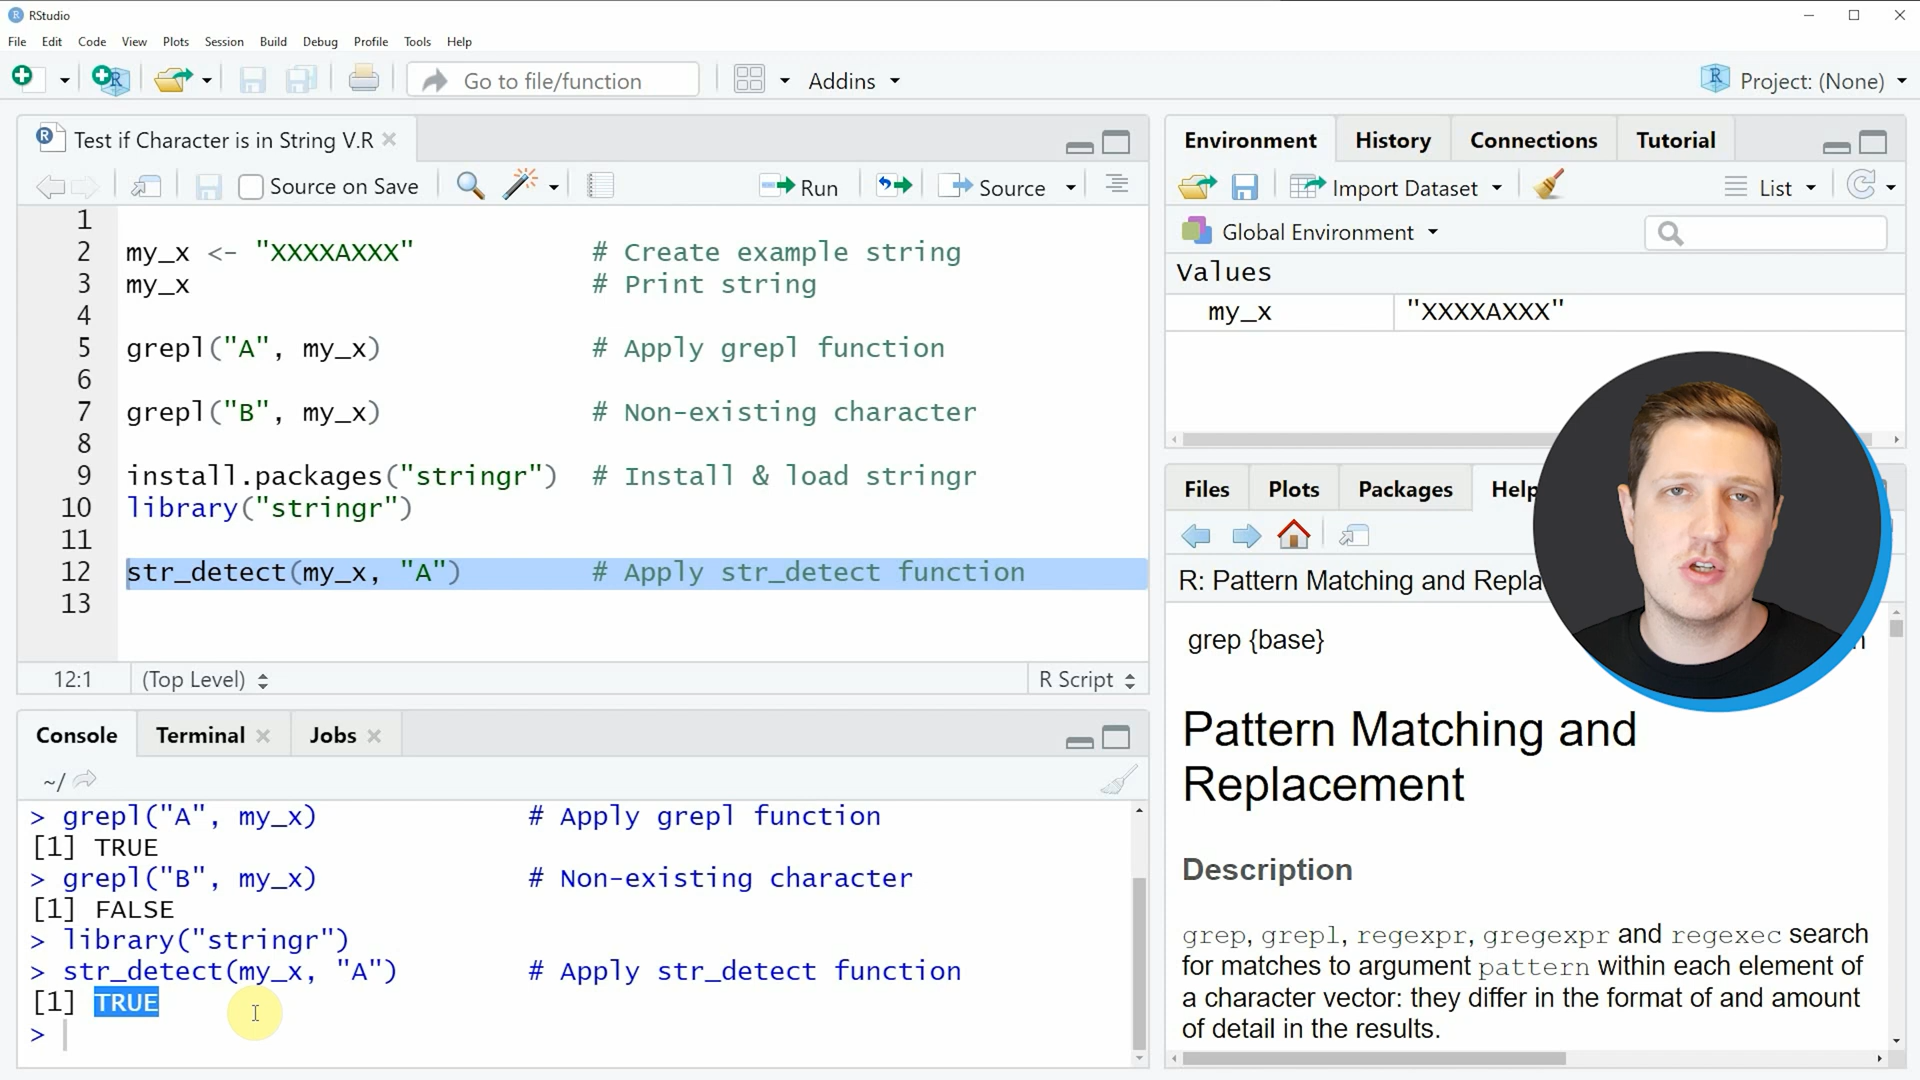 RStudio
File Edit Code View Plots Session Build Debug Profile Tools Help
Go to file/function
Addins
Project: (None)
Test if Character is in String V.R
Source on Save
Run
Source
1
2 my_x <- "XXXXAXXX" # Create example string
3 my_x # Print string
4
5 grepl("A", my_x) # Apply grepl function
6
7 grepl("B", my_x) # Non-existing character
8
9 install.packages("stringr") # Install & load stringr
10 library("stringr")
11
12 str_detect(my_x, "A") # Apply str_detect function
13
12:1 (Top Level) R Script
Console Terminal Jobs
~/
> grepl("A", my_x) # Apply grepl function
[1] TRUE
> grepl("B", my_x) # Non-existing character
[1] FALSE
> library("stringr")
> str_detect(my_x, "A") # Apply str_detect function
[1] TRUE
>
Environment History Connections Tutorial
Import Dataset
List
Global Environment
Values
my_x "XXXXAXXX"
Files Plots Packages Help
R: Pattern Matching and Repla
grep {base}
Pattern Matching and
Replacement
Description
grep, grepl, regexpr, gregexpr and regexec search
for matches to argument pattern within each element of
a character vector: they differ in the format of and amount
of detail in the results.